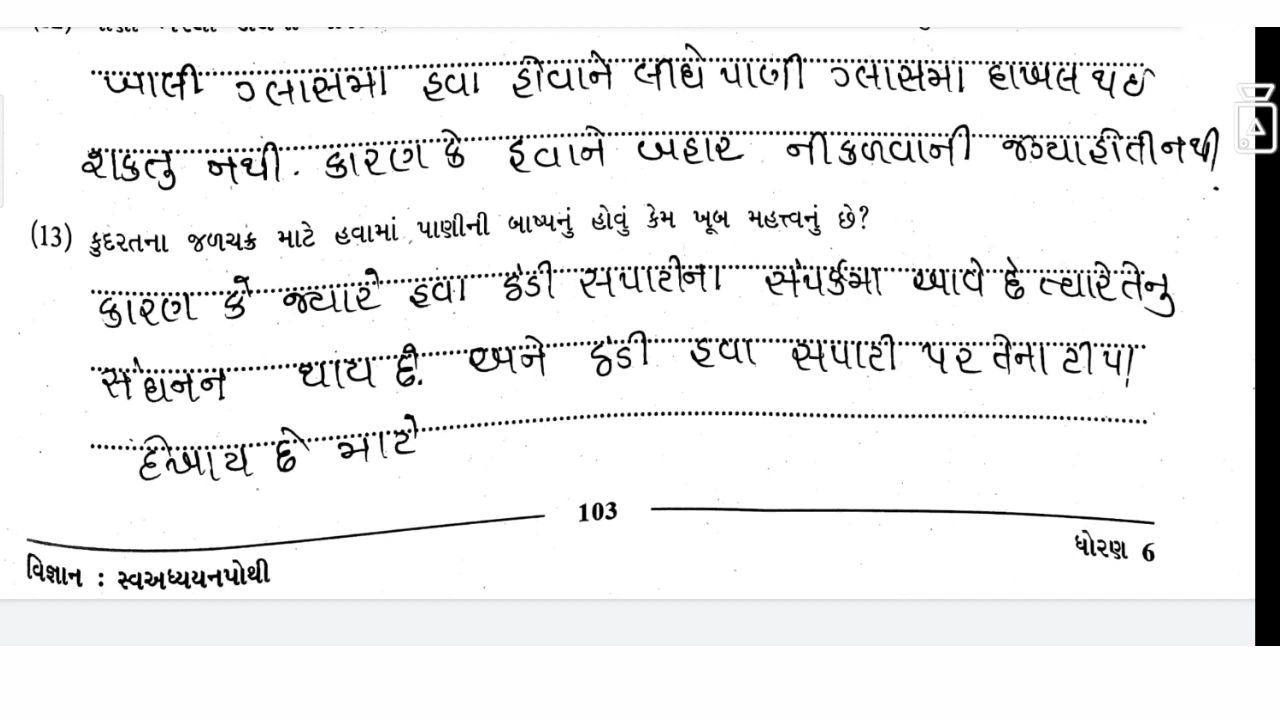 ખાલી ગ્લાસમા હવા હોવાને લીધે પાણી ગ્લાસમા દાખલ થઈ
શકતુ નથી. કારણ કે હવાને બહાર નીકળવાની જગ્યા હોતી નથી.
(13) કુદરતના જળચક્ર માટે હવામાં પાણીની બાષ્પનું હોવું કેમ ખૂબ મહત્ત્વનું છે?
કારણ કે જ્યારે હવા ઠંડી સપાટીના સંપર્કમા આવે છે ત્યારે તેનુ
સંઘનન થાય છે. અને ઠંડી હવા સપાટી પર તેના ટીપા
દેખાય છે માટે
103
ધોરણ 6
વિજ્ઞાન : સ્વઅધ્યયનપોથી